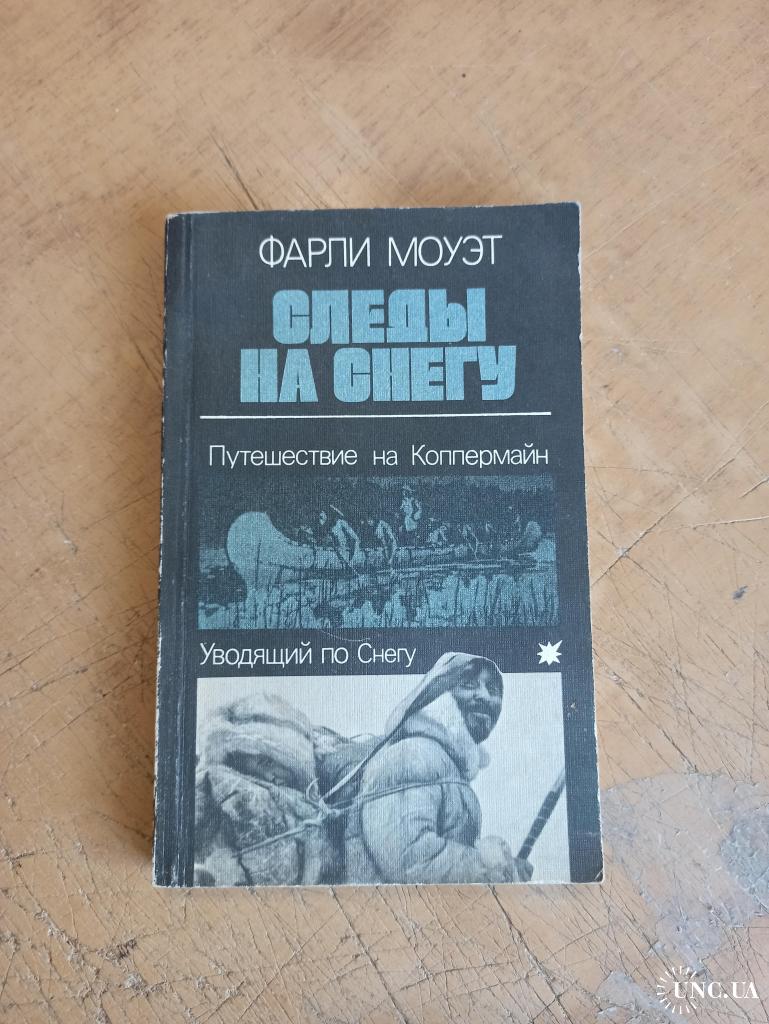 ФАРЛИ МОУЭТ
СЛЕДЫ
НА СНЕГУ
Путешествие на Коппермайн
Уводящий по Снегу
UNC.UA